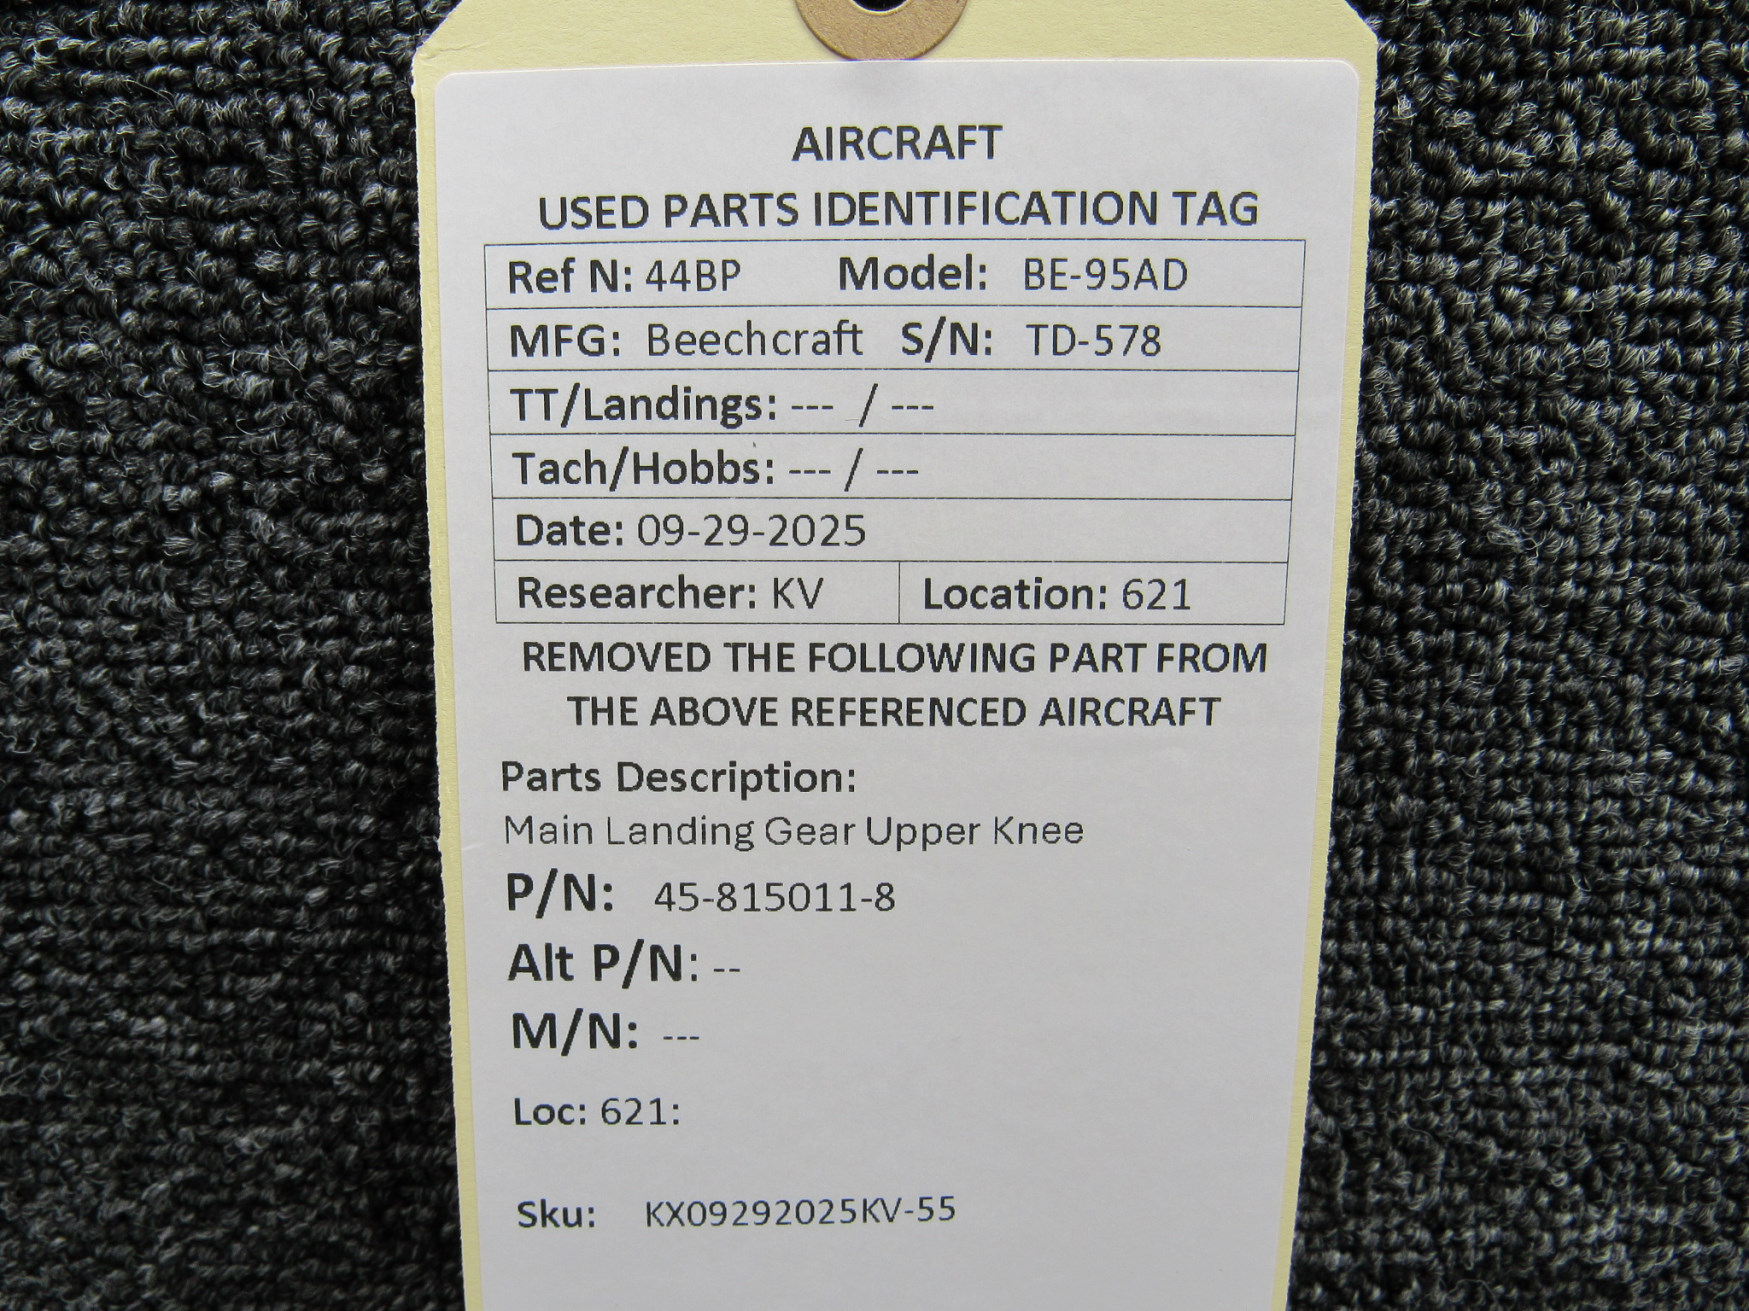 AIRCRAFT
USED PARTS IDENTIFICATION TAG
Ref N: 44BP Model: BE-95AD
MFG: Beechcraft S/N: TD-578
TT/Landings: --- / ---
Tach/Hobbs: --- / ---
Date: 09-29-2025
Researcher: KV Location: 621
REMOVED THE FOLLOWING PART FROM
THE ABOVE REFERENCED AIRCRAFT
Parts Description:
Main Landing Gear Upper Knee
P/N: 45-815011-8
Alt P/N: --
M/N: ---
Loc: 621:
Sku: KX09292025KV-55